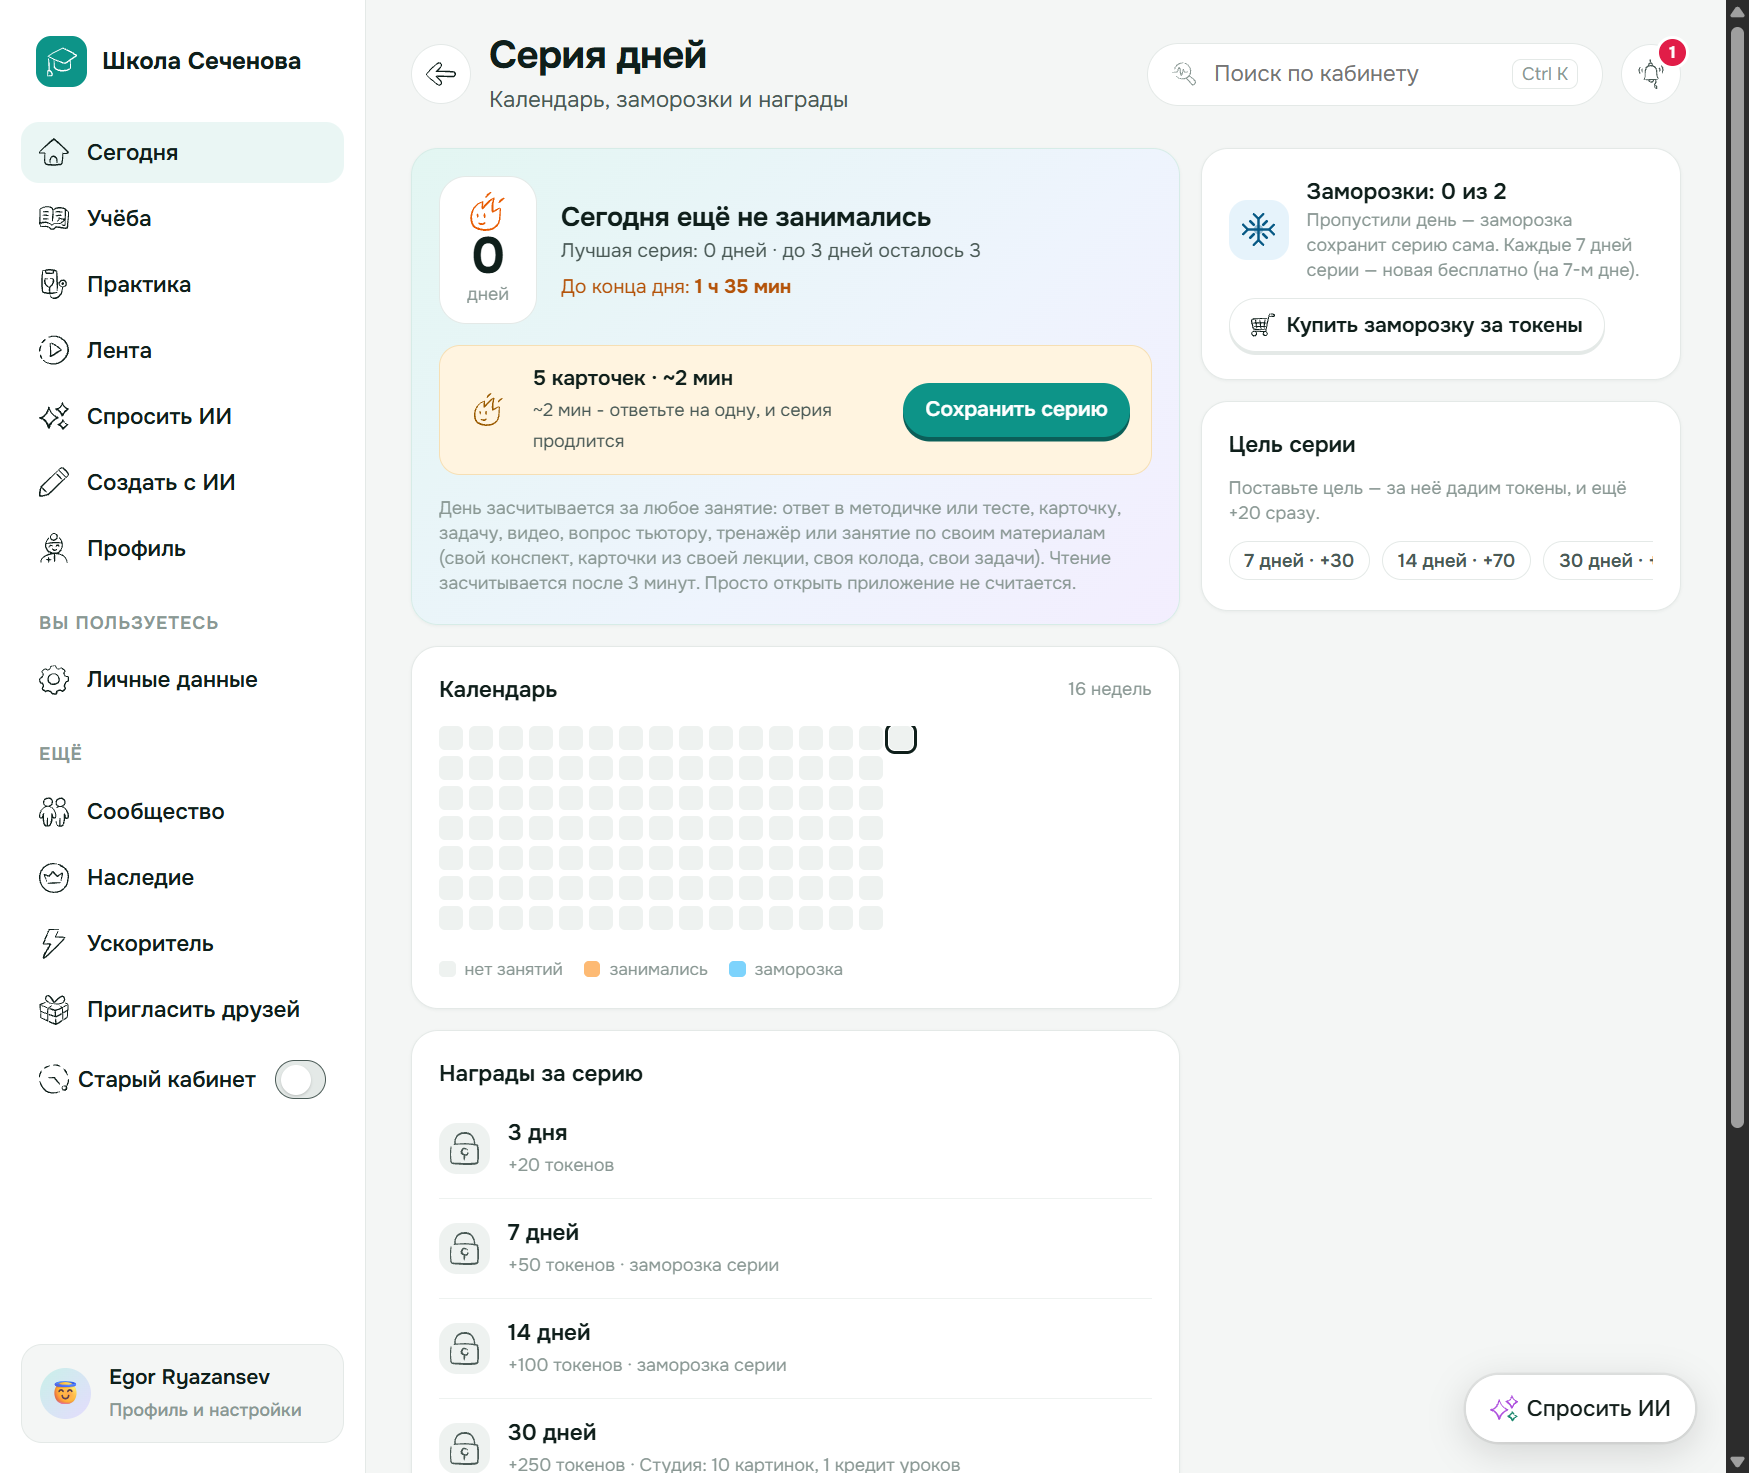 Школа Сеченова
Сегодня
Учёба
Практика
Лента
Спросить ИИ
Создать с ИИ
Профиль
ВЫ ПОЛЬЗУЕТЕСЬ
Личные данные
ЕЩЁ
Сообщество
Наследие
Ускоритель
Пригласить друзей
Старый кабинет
Egor Ryazansev
Профиль и настройки
Серия дней
Календарь, заморозки и награды
Поиск по кабинету
Ctrl K
1
0
дней
Сегодня ещё не занимались
Лучшая серия: 0 дней · до 3 дней осталось 3
До конца дня: 1 ч 35 мин
5 карточек · ~2 мин
~2 мин - ответьте на одну, и серия
продлится
Сохранить серию
День засчитывается за любое занятие: ответ в методичке или тесте, карточку,
задачу, видео, вопрос тьютору, тренажёр или занятие по своим материалам
(свой конспект, карточки из своей лекции, своя колода, свои задачи). Чтение
засчитывается после 3 минут. Просто открыть приложение не считается.
Заморозки: 0 из 2
Пропустили день — заморозка
сохранит серию сама. Каждые 7 дней
серии — новая бесплатно (на 7-м дне).
Купить заморозку за токены
Цель серии
Поставьте цель — за неё дадим токены, и ещё
+20 сразу.
7 дней · +30
14 дней · +70
30 дней ·
Календарь
16 недель
нет занятий
занимались
заморозка
Награды за серию
3 дня
+20 токенов
7 дней
+50 токенов · заморозка серии
14 дней
+100 токенов · заморозка серии
30 дней
+250 токенов · Студия: 10 картинок, 1 кредит уроков
Спросить ИИ